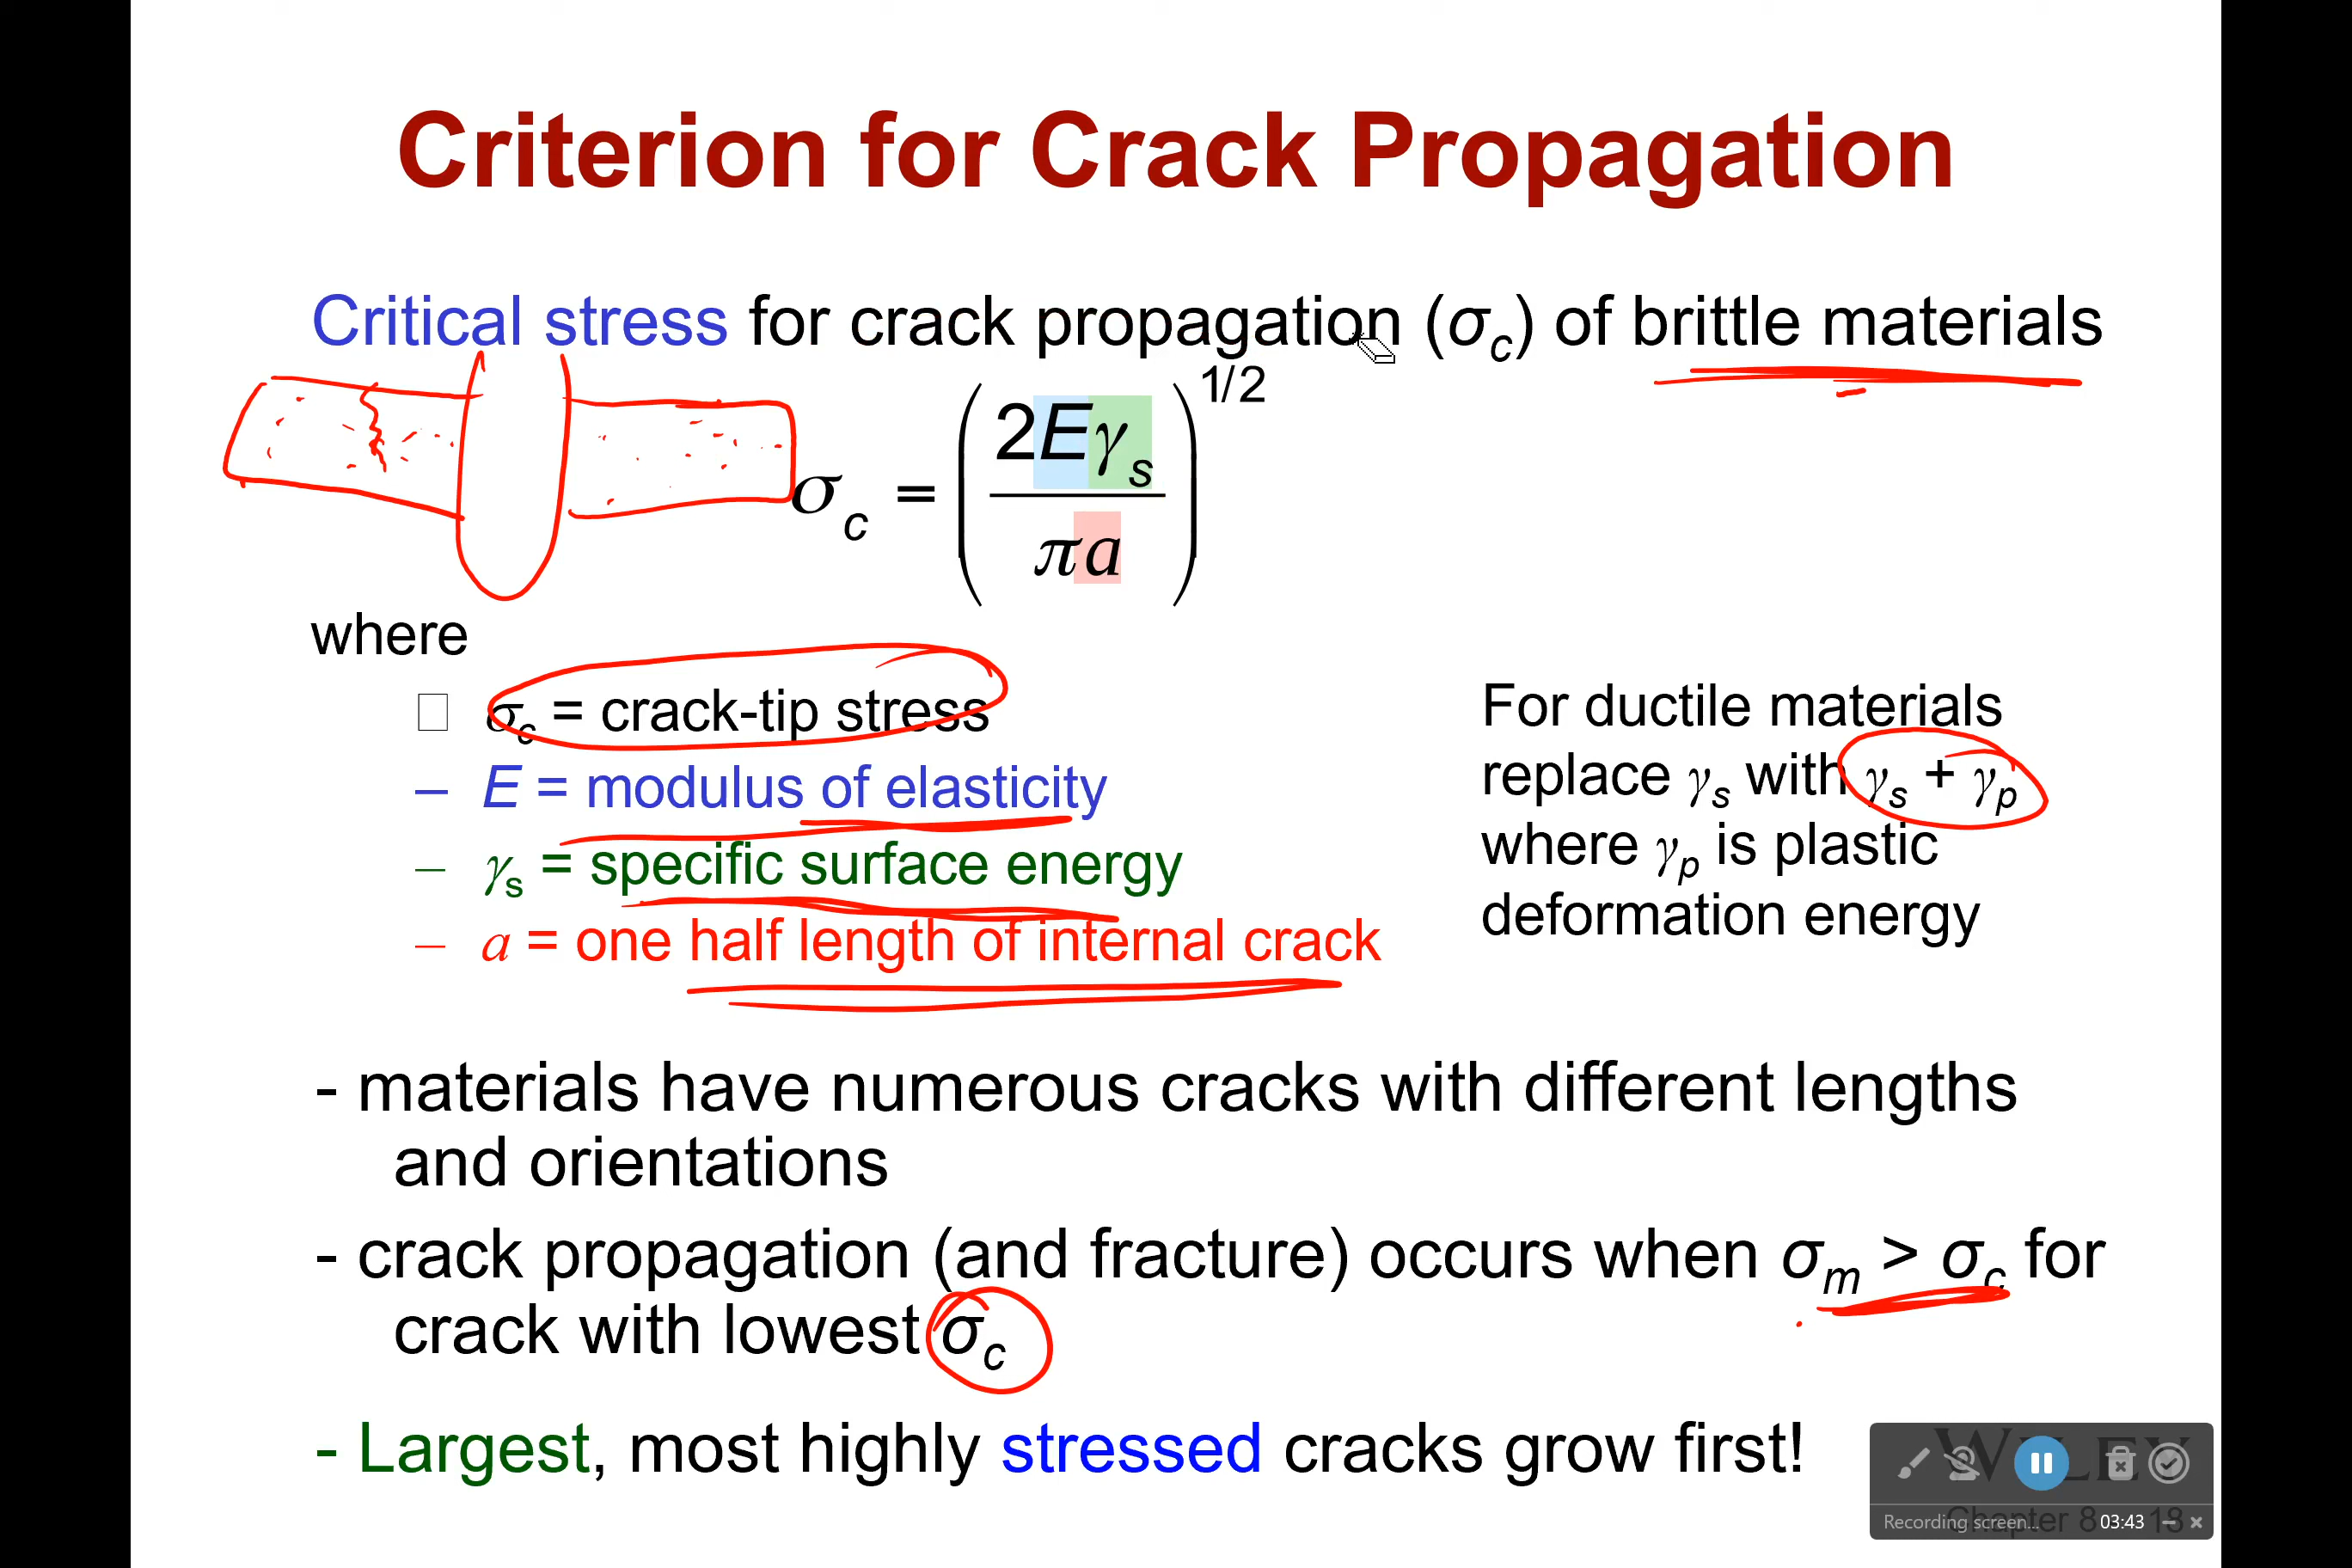 Criterion for Crack Propagation
Critical stress for crack propagation (σc) of brittle materials
σc = (2Eγs / πa)1/2
where
σc = crack-tip stress
– E = modulus of elasticity
– γs = specific surface energy
– a = one half length of internal crack
For ductile materials
replace γs with γs + γp
where γp is plastic
deformation energy
- materials have numerous cracks with different lengths
and orientations
- crack propagation (and fracture) occurs when σm > σc for
crack with lowest σc
- Largest, most highly stressed cracks grow first!
WILEY
Chapter 8 - 18
Recording screen... 03:43